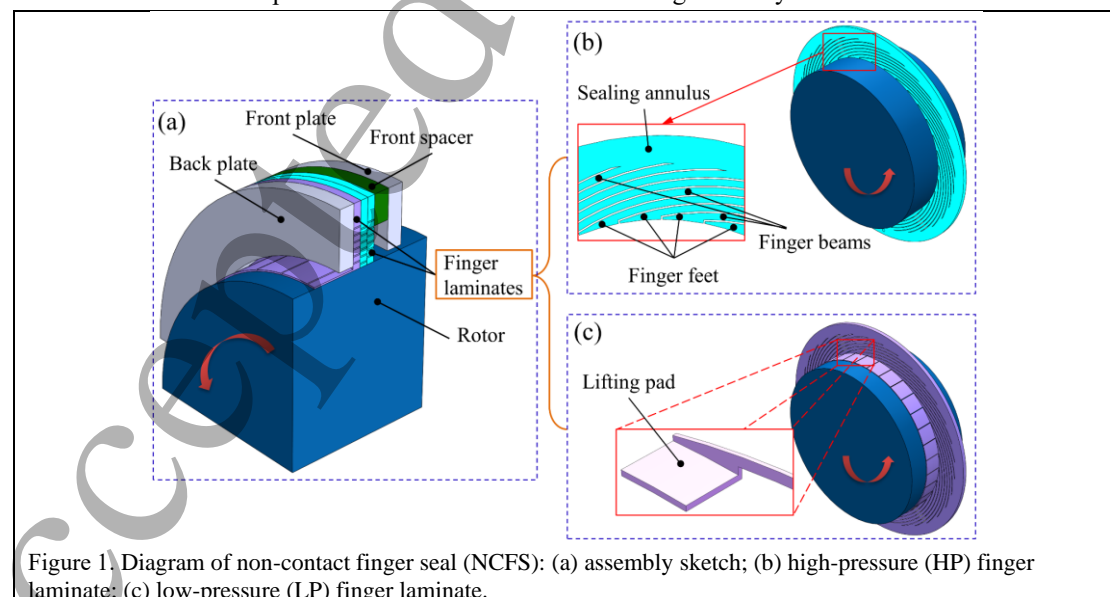 (a)
Front plate
Front spacer
Back plate
Finger
laminates
Rotor
(b)
Sealing annulus
Finger beams
Finger feet
(c)
Lifting pad
Figure 1. Diagram of non-contact finger seal (NCFS): (a) assembly sketch; (b) high-pressure (HP) finger
laminate; (c) low-pressure (LP) finger laminate.